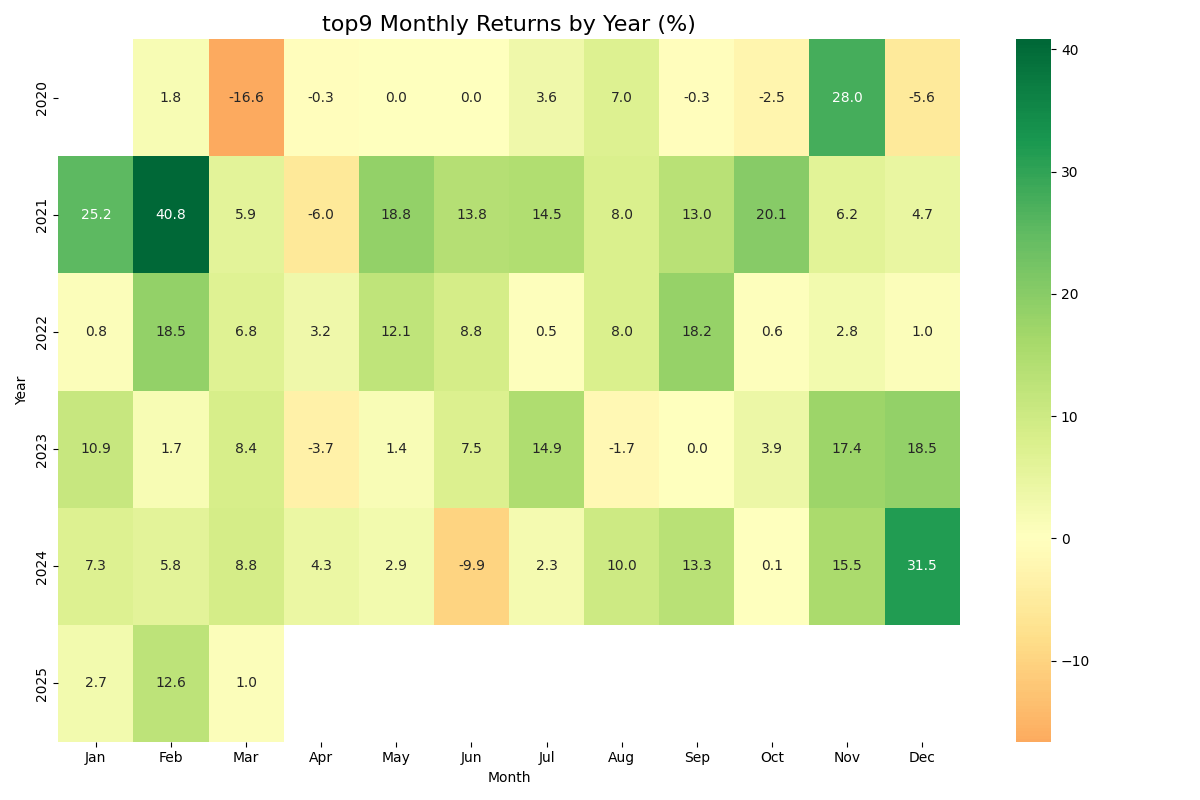 top9 Monthly Returns by Year (%)
2020 1.8 -16.6 -0.3 0.0 0.0 3.6 7.0 -0.3 -2.5 28.0 -5.6
2021 25.2 40.8 5.9 -6.0 18.8 13.8 14.5 8.0 13.0 20.1 6.2 4.7
2022 0.8 18.5 6.8 3.2 12.1 8.8 0.5 8.0 18.2 0.6 2.8 1.0
2023 10.9 1.7 8.4 -3.7 1.4 7.5 14.9 -1.7 0.0 3.9 17.4 18.5
2024 7.3 5.8 8.8 4.3 2.9 -9.9 2.3 10.0 13.3 0.1 15.5 31.5
2025 2.7 12.6 1.0
Jan Feb Mar Apr May Jun Jul Aug Sep Oct Nov Dec
Month
Year
40
30
20
10
0
−10